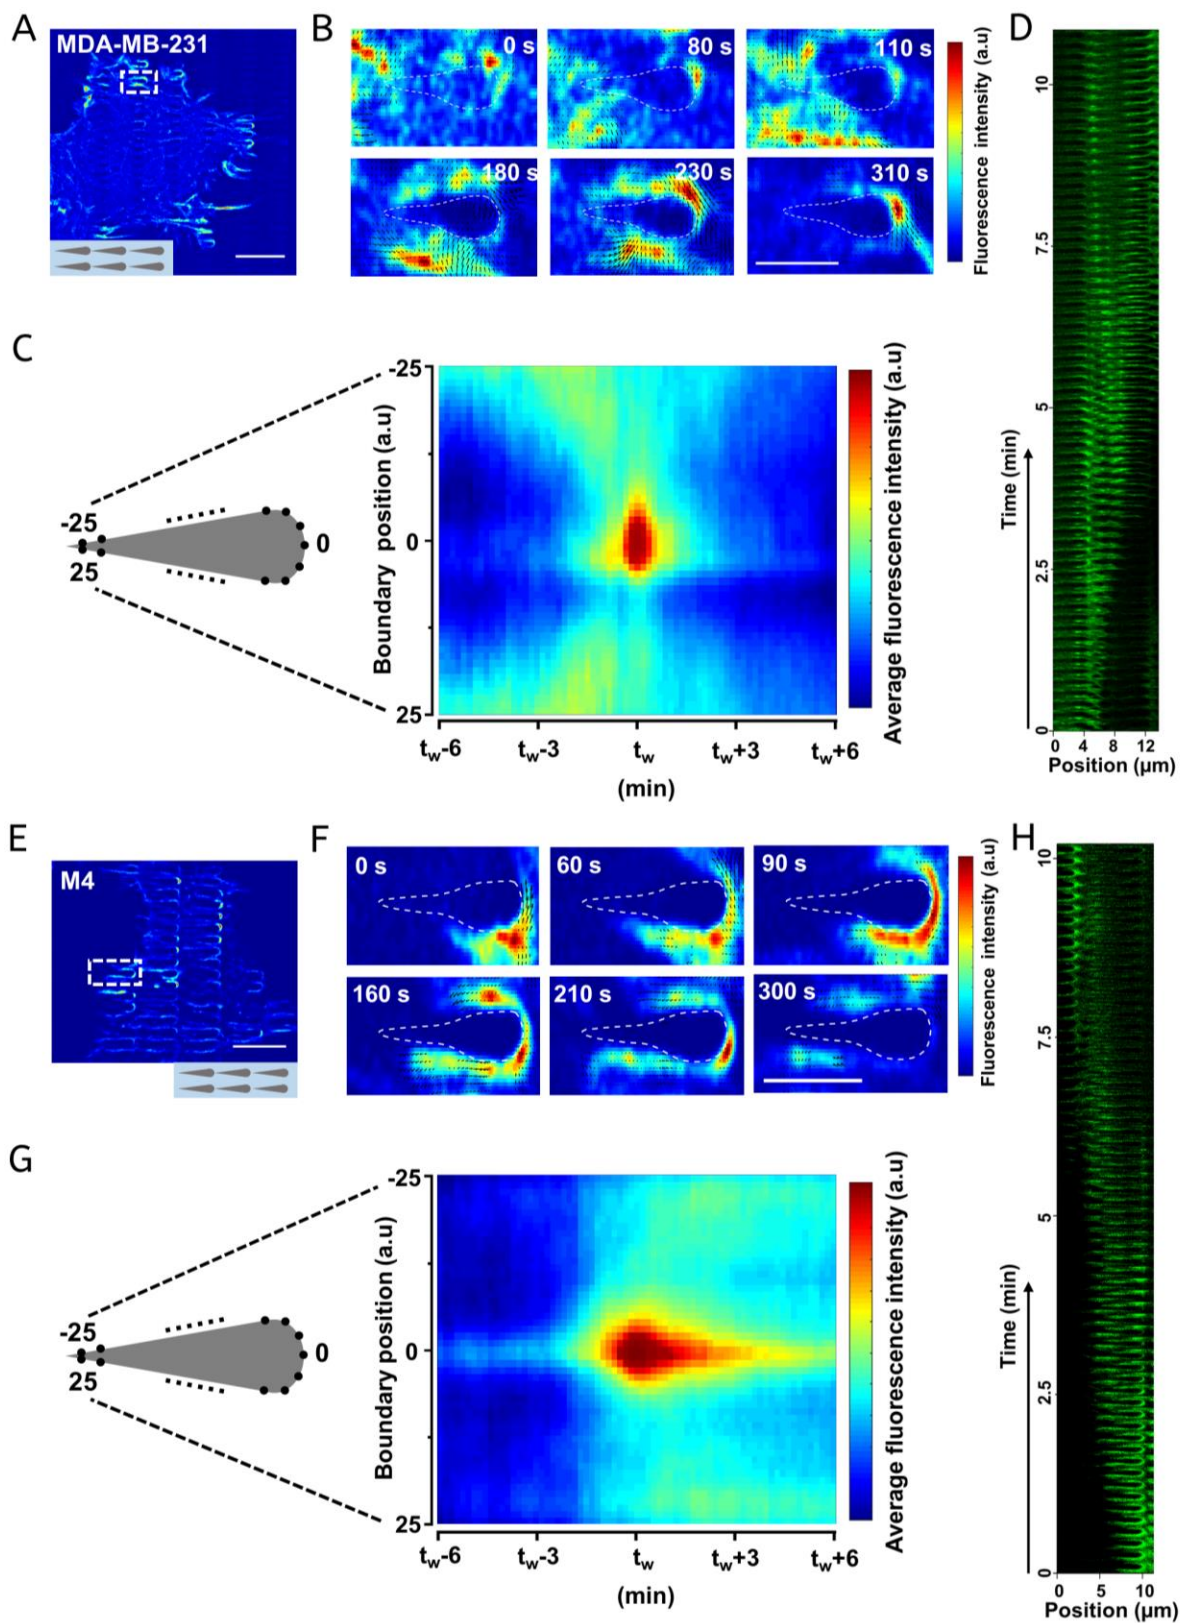 A
MDA-MB-231
B
0 s
80 s
110 s
180 s
230 s
310 s
Fluorescence intensity (a.u)
D
10
7.5
5
2.5
0
Time (min)
0 4 8 12
Position (µm)
C
-25
25
0
-25
0
25
Boundary position (a.u)
tw-6 tw-3 tw tw+3 tw+6
(min)
Average fluorescence intensity (a.u)
E
M4
F
0 s
60 s
90 s
160 s
210 s
300 s
Fluorescence intensity (a.u)
H
10
7.5
5
2.5
0
Time (min)
0 5 10
Position (µm)
G
-25
25
0
-25
0
25
Boundary position (a.u)
tw-6 tw-3 tw tw+3 tw+6
(min)
Average fluorescence intensity (a.u)